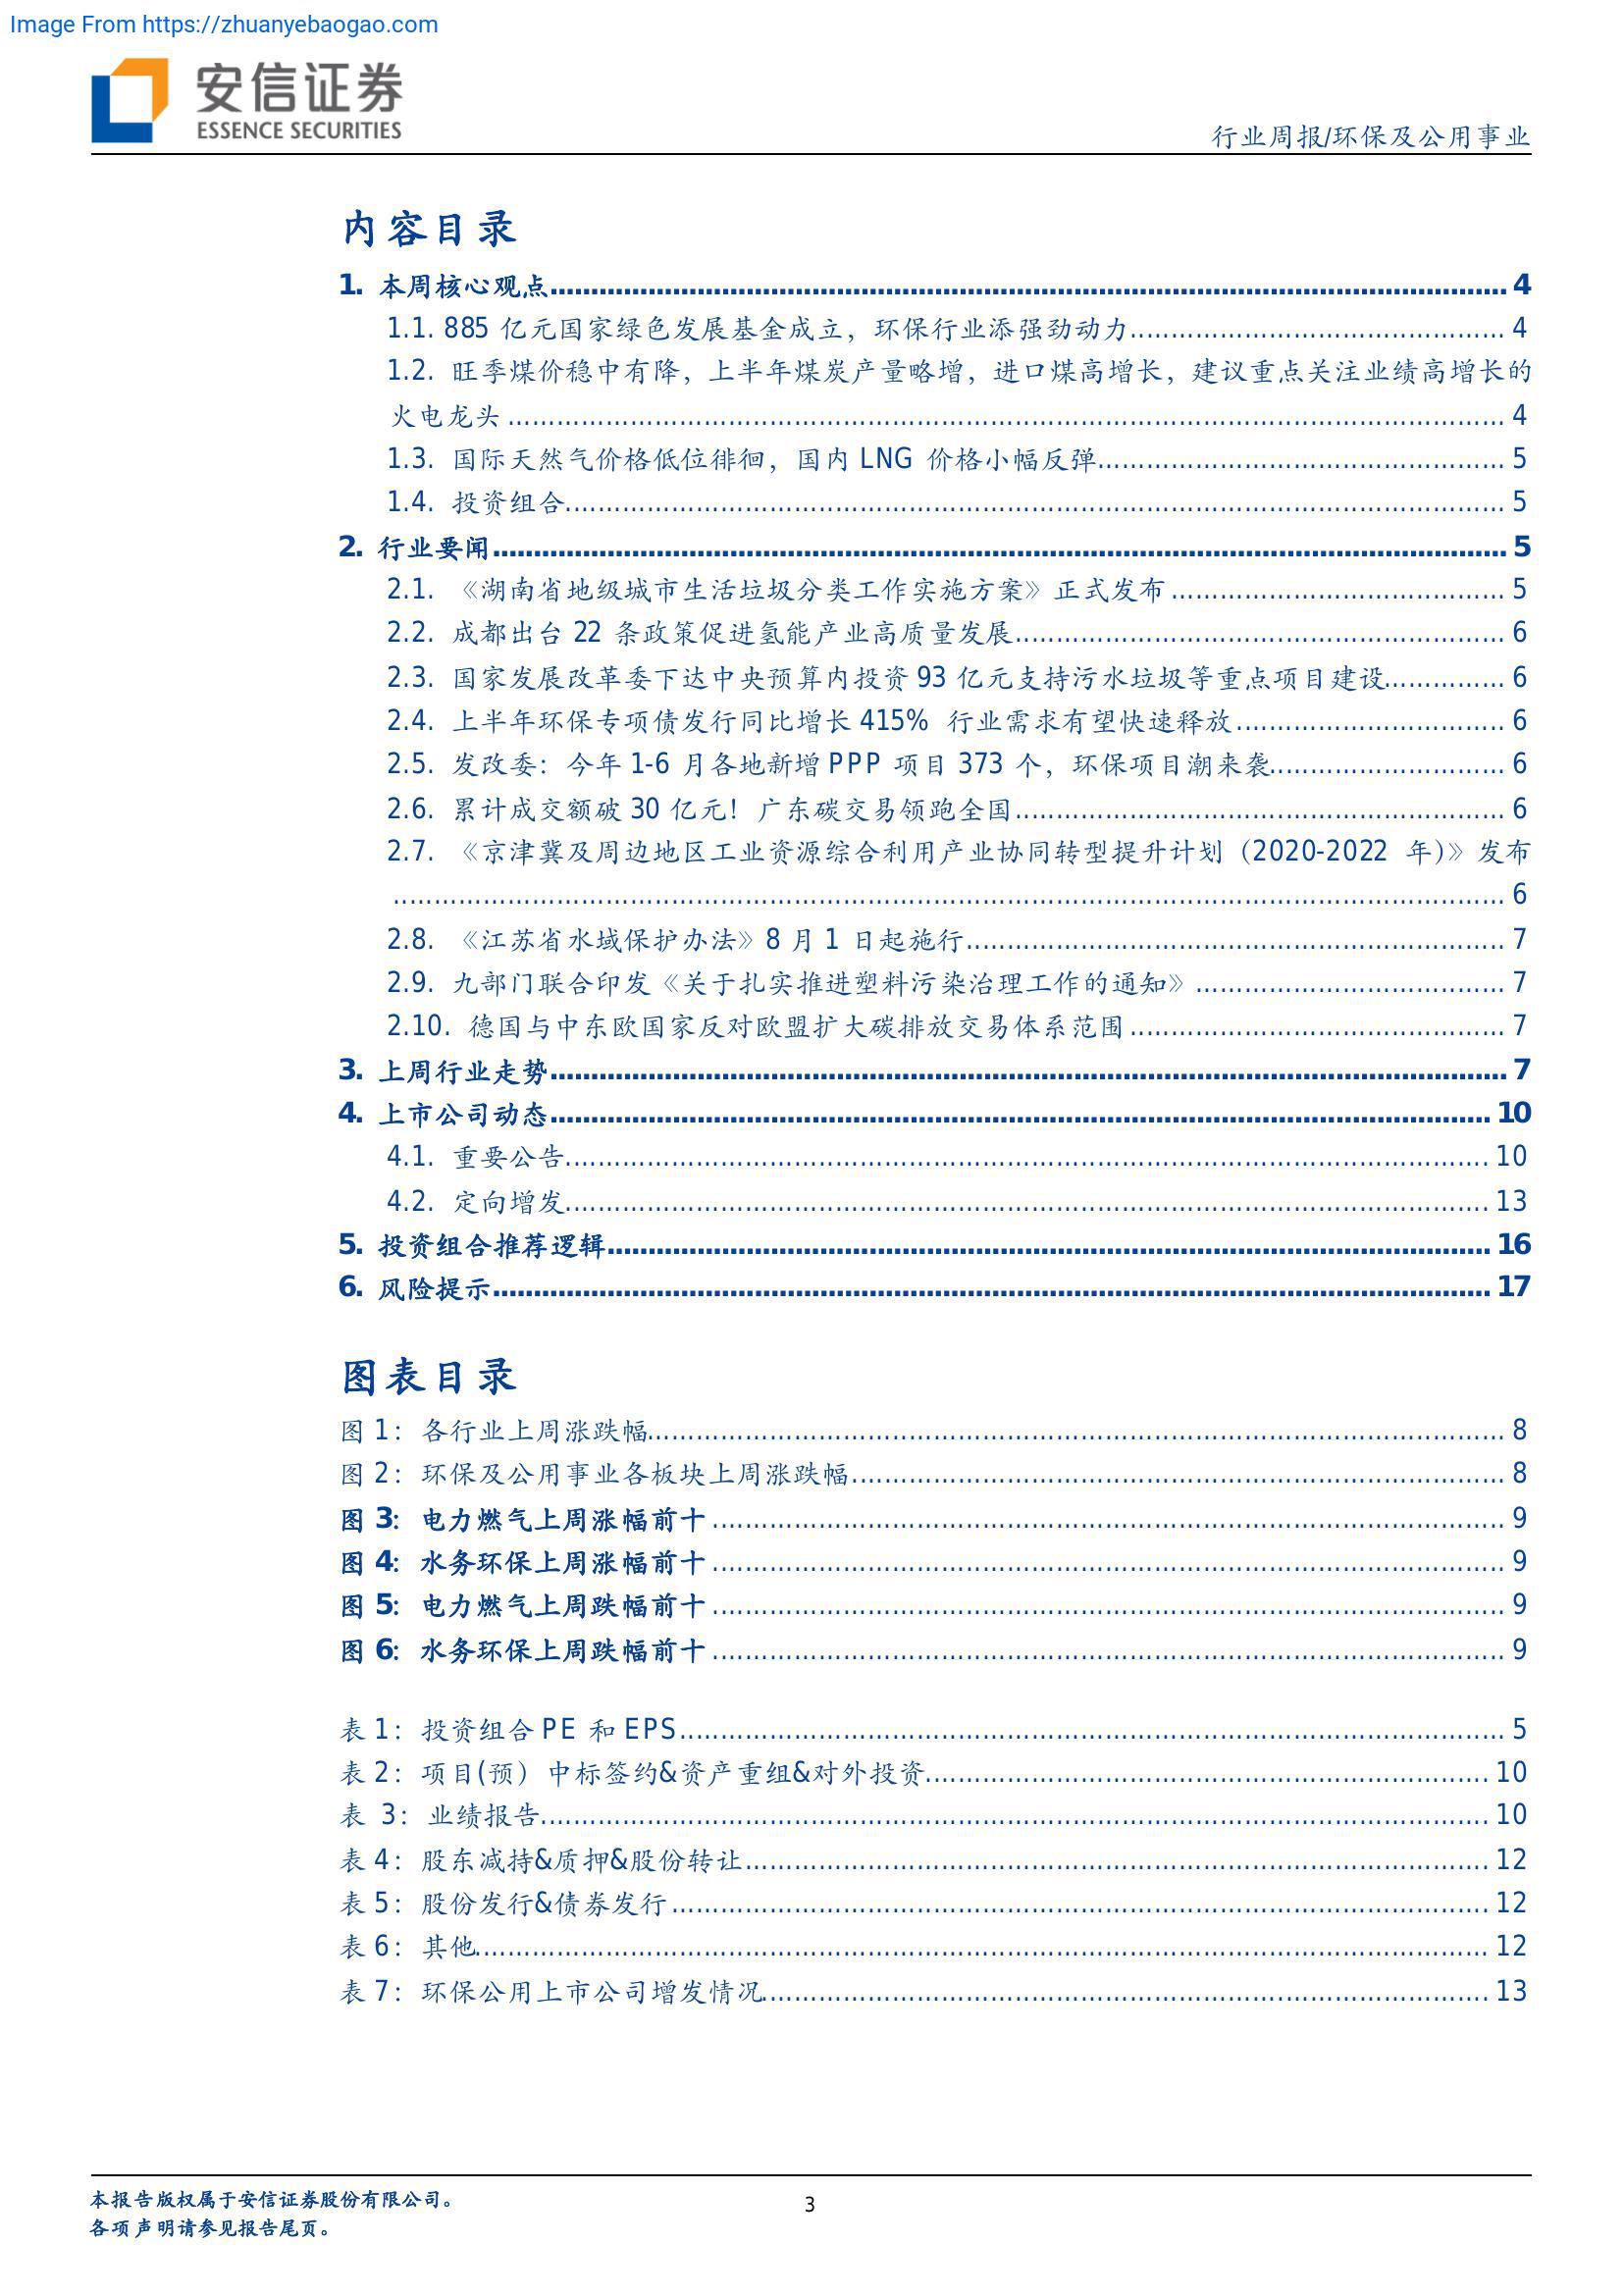 Image From https://zhuanyebaogao.com
安信证券
ESSENCE SECURITIES
行业周报/环保及公用事业
内容目录
1. 本周核心观点 4
1.1. 885 亿元国家绿色发展基金成立，环保行业添强劲动力 4
1.2. 旺季煤价稳中有降，上半年煤炭产量略增，进口煤高增长，建议重点关注业绩高增长的
火电龙头 4
1.3. 国际天然气价格低位徘徊，国内 LNG 价格小幅反弹 5
1.4. 投资组合 5
2. 行业要闻 5
2.1. 《湖南省地级城市生活垃圾分类工作实施方案》正式发布 5
2.2. 成都出台 22 条政策促进氢能产业高质量发展 6
2.3. 国家发展改革委下达中央预算内投资 93 亿元支持污水垃圾等重点项目建设 6
2.4. 上半年环保专项债发行同比增长 415% 行业需求有望快速释放 6
2.5. 发改委：今年 1-6 月各地新增 PPP 项目 373 个，环保项目潮来袭 6
2.6. 累计成交额破 30 亿元！广东碳交易领跑全国 6
2.7. 《京津冀及周边地区工业资源综合利用产业协同转型提升计划（2020-2022 年)》发布
6
2.8. 《江苏省水域保护办法》8 月 1 日起施行 7
2.9. 九部门联合印发《关于扎实推进塑料污染治理工作的通知》 7
2.10. 德国与中东欧国家反对欧盟扩大碳排放交易体系范围 7
3. 上周行业走势 7
4. 上市公司动态 10
4.1. 重要公告 10
4.2. 定向增发 13
5. 投资组合推荐逻辑 16
6. 风险提示 17
图表目录
图 1：各行业上周涨跌幅 8
图 2：环保及公用事业各板块上周涨跌幅 8
图 3：电力燃气上周涨幅前十 9
图 4：水务环保上周涨幅前十 9
图 5：电力燃气上周跌幅前十 9
图 6：水务环保上周跌幅前十 9
表 1：投资组合 PE 和 EPS 5
表 2：项目(预）中标签约&资产重组&对外投资 10
表 3：业绩报告 10
表 4：股东减持&质押&股份转让 12
表 5：股份发行&债券发行 12
表 6：其他 12
表 7：环保公用上市公司增发情况 13
本报告版权属于安信证券股份有限公司。
3
各项声明请参见报告尾页。